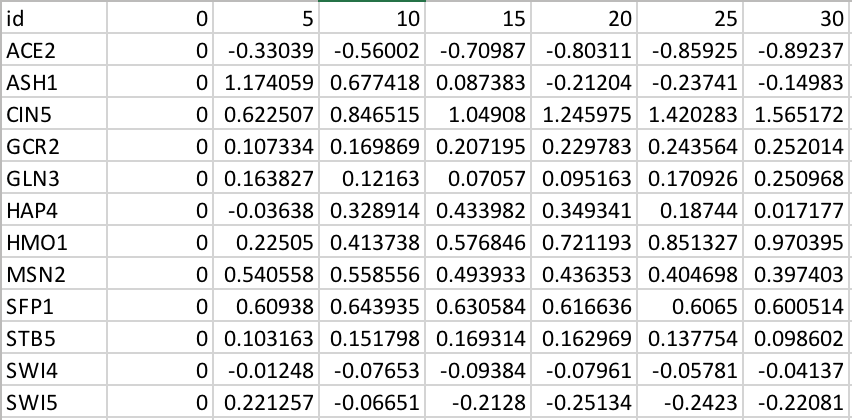 id 0 5 10 15 20 25 30
ACE2 0 -0.33039 -0.56002 -0.70987 -0.80311 -0.85925 -0.89237
ASH1 0 1.174059 0.677418 0.087383 -0.21204 -0.23741 -0.14983
CIN5 0 0.622507 0.846515 1.04908 1.245975 1.420283 1.565172
GCR2 0 0.107334 0.169869 0.207195 0.229783 0.243564 0.252014
GLN3 0 0.163827 0.12163 0.07057 0.095163 0.170926 0.250968
HAP4 0 -0.03638 0.328914 0.433982 0.349341 0.18744 0.017177
HMO1 0 0.22505 0.413738 0.576846 0.721193 0.851327 0.970395
MSN2 0 0.540558 0.558556 0.493933 0.436353 0.404698 0.397403
SFP1 0 0.60938 0.643935 0.630584 0.616636 0.6065 0.600514
STB5 0 0.103163 0.151798 0.169314 0.162969 0.137754 0.098602
SWI4 0 -0.01248 -0.07653 -0.09384 -0.07961 -0.05781 -0.04137
SWI5 0 0.221257 -0.06651 -0.2128 -0.25134 -0.2423 -0.22081